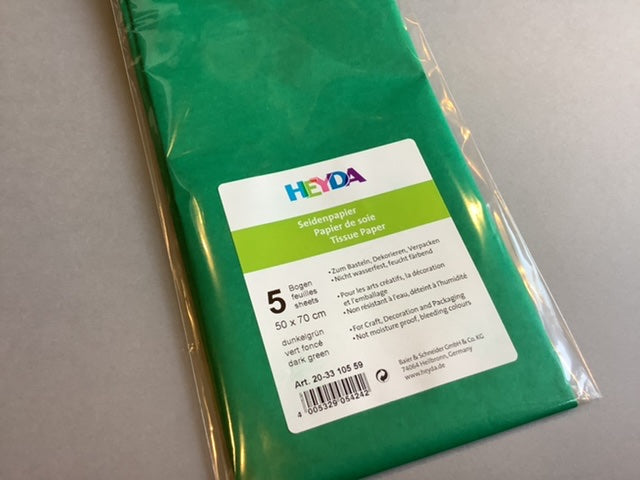 HEYDA
Seidenpapier
Papier de soie
Tissue Paper
5
Bogen
feuilles
sheets
50 x 70 cm
dunkelgrün
vert foncé
dark green
•Zum Basteln, Dekorieren, Verpacken
•Nicht wasserfest, feucht färbend
•Pour les arts créatifs, la décoration
et l'emballage
•Non résistant à l'eau, déteint à l'humidité
•For Craft, Decoration and Packaging
•Not moisture proof, bleeding colours
Art. 20-33 105 59
4 005329 054242
Baier & Schneider GmbH & Co. KG
74064 Heilbronn, Germany
www.heyda.de